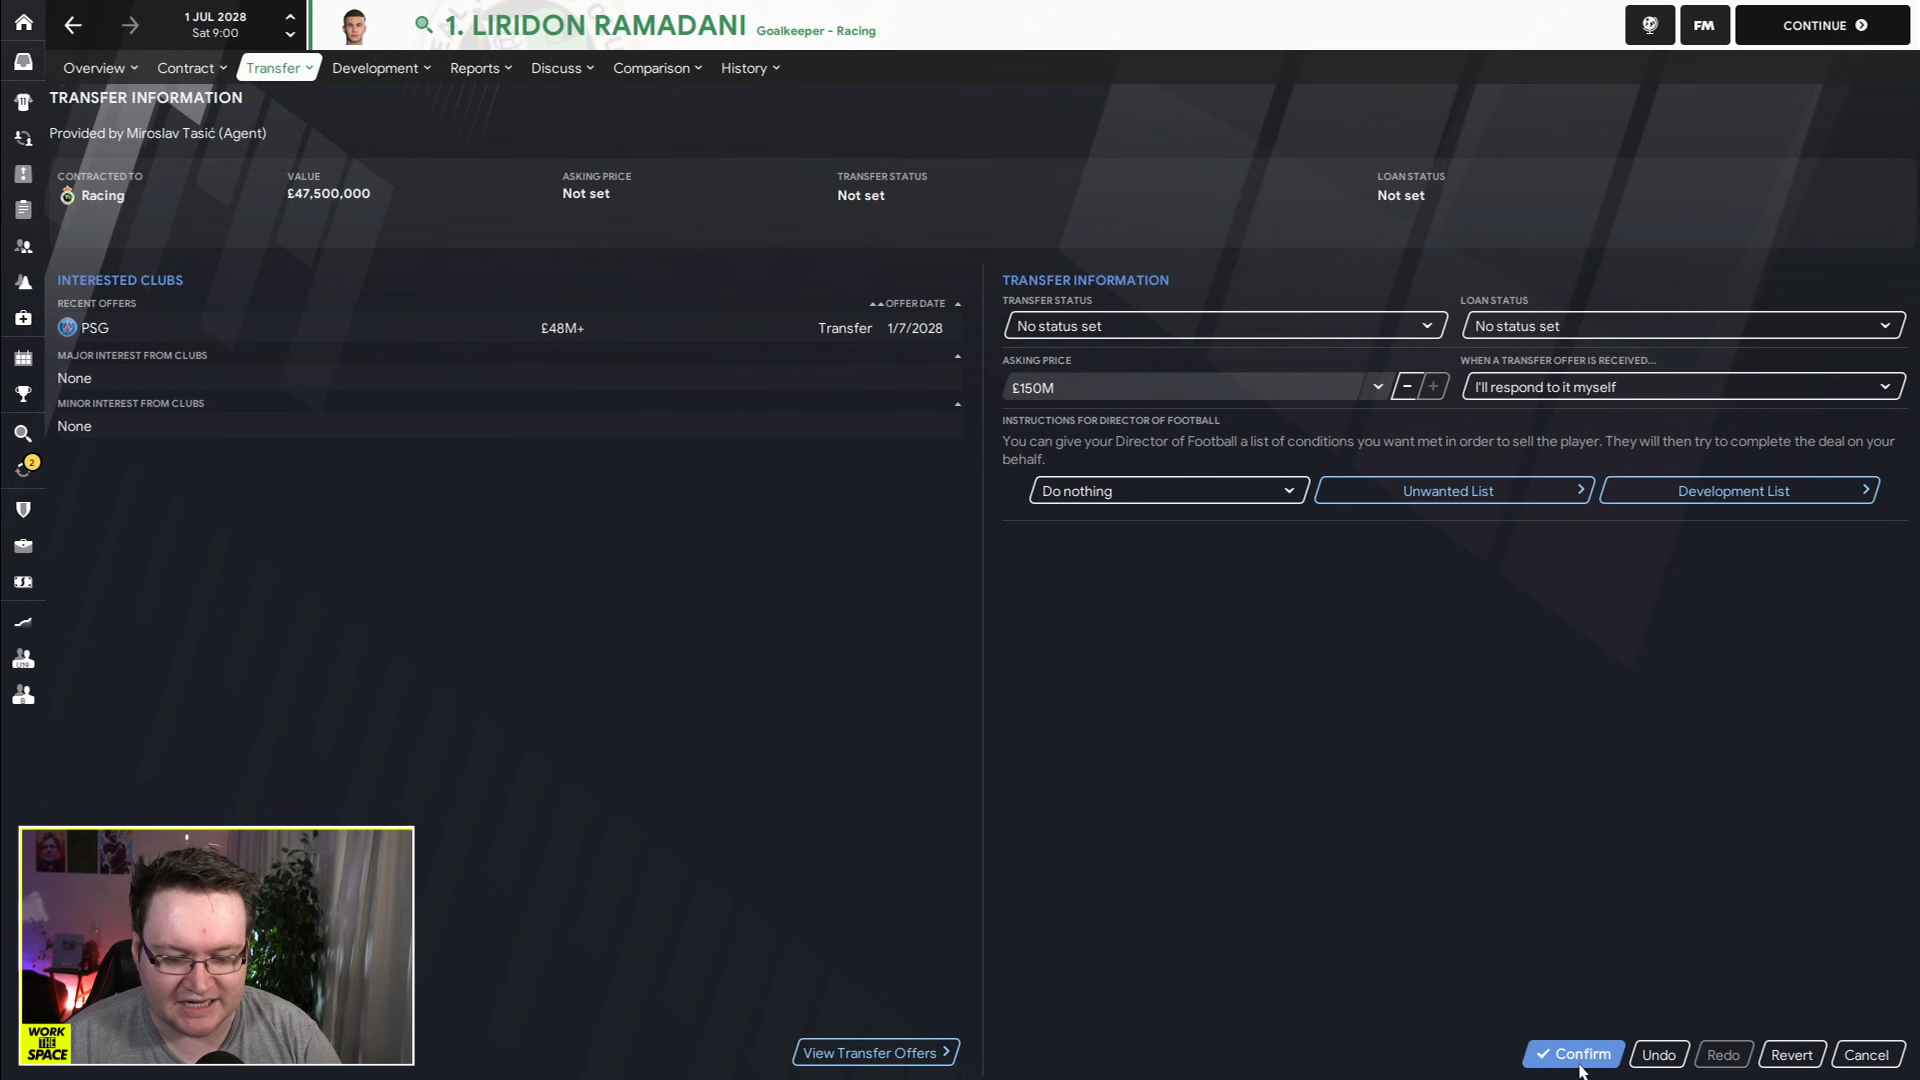 1 JUL 2028
Sat 9:00
1. LIRIDON RAMADANI Goalkeeper - Racing
FM
CONTINUE
Overview
Contract
Transfer
Development
Reports
Discuss
Comparison
History
TRANSFER INFORMATION
Provided by Miroslav Tasić (Agent)
CONTRACTED TO
Racing
VALUE
£47,500,000
ASKING PRICE
Not set
TRANSFER STATUS
Not set
LOAN STATUS
Not set
INTERESTED CLUBS
RECENT OFFERS
OFFER DATE
PSG £48M+ Transfer 1/7/2028
MAJOR INTEREST FROM CLUBS
None
MINOR INTEREST FROM CLUBS
None
View Transfer Offers
TRANSFER INFORMATION
TRANSFER STATUS
No status set
LOAN STATUS
No status set
ASKING PRICE
£150M
WHEN A TRANSFER OFFER IS RECEIVED...
I'll respond to it myself
INSTRUCTIONS FOR DIRECTOR OF FOOTBALL
You can give your Director of Football a list of conditions you want met in order to sell the player. They will then try to complete the deal on your
behalf.
Do nothing
Unwanted List
Development List
2
U19
B
WORK
THE
SPACE
Confirm
Undo
Redo
Revert
Cancel